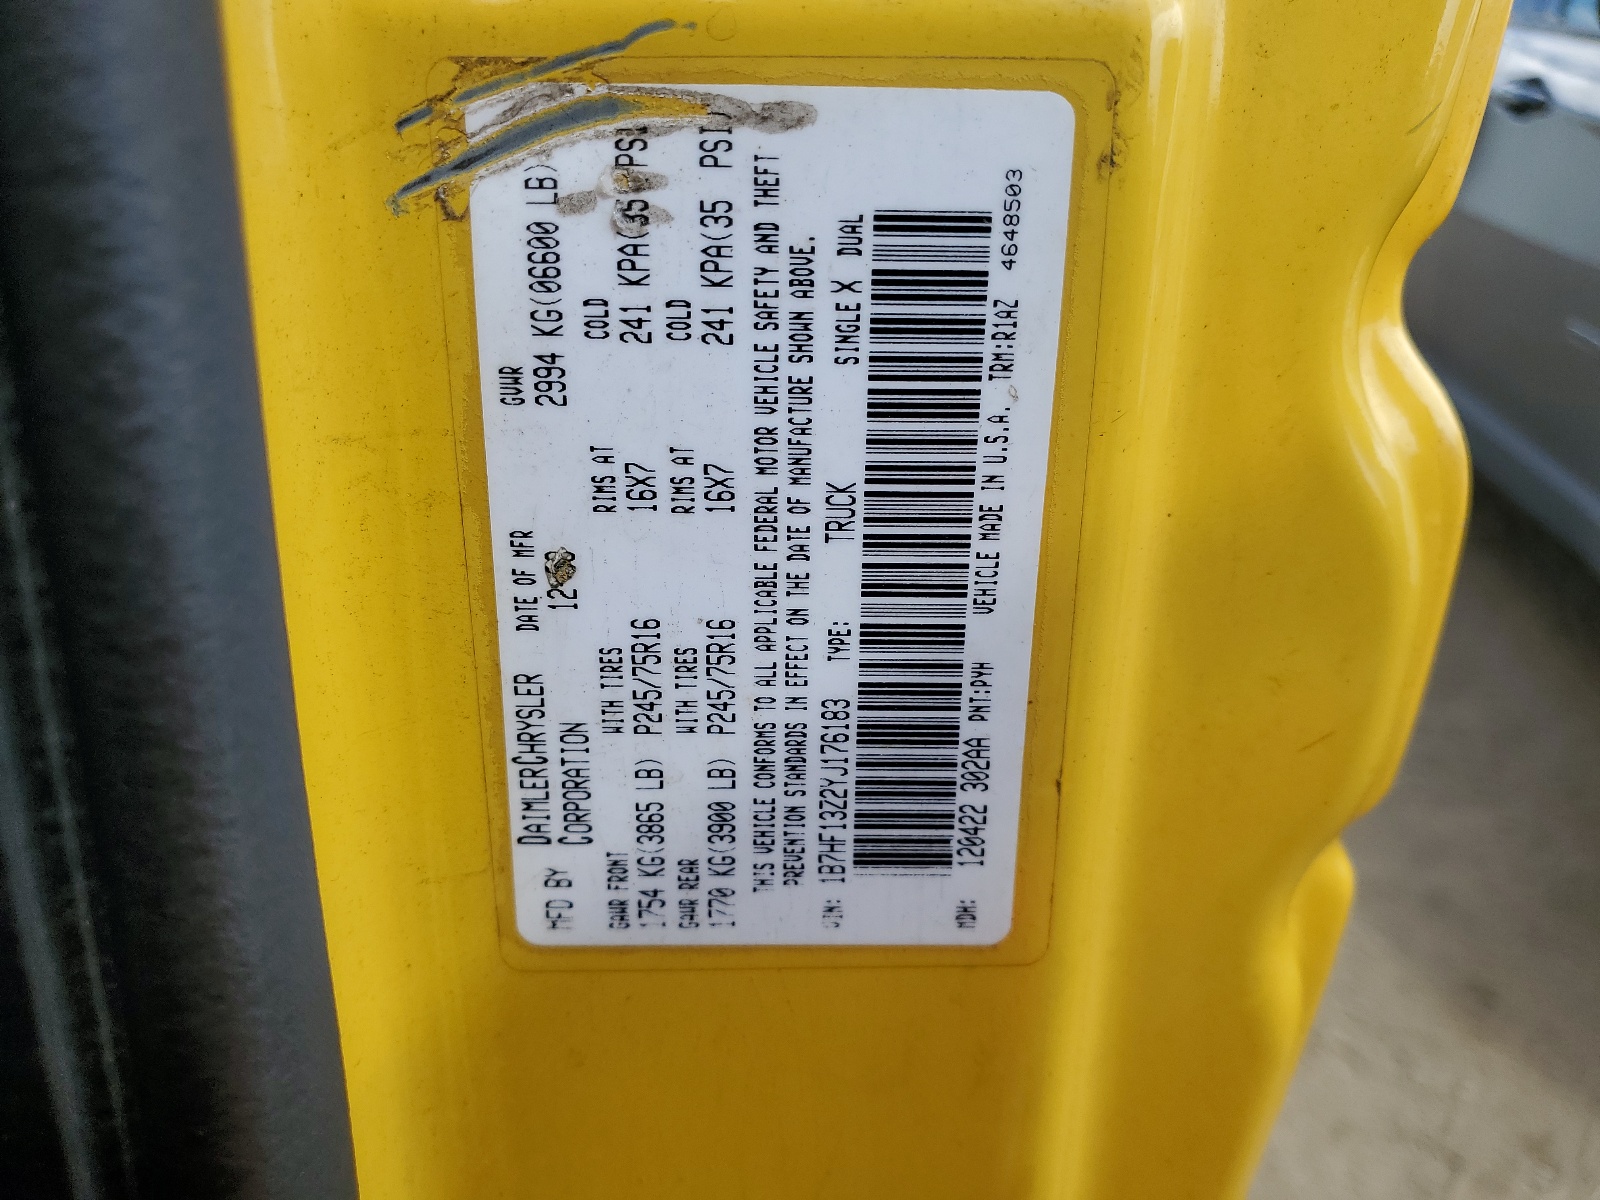 MFD BY DAIMLERCHRYSLER CORPORATION
DATE OF MFR GVWR
2994 KG(06600 LB)
GAWR FRONT WITH TIRES RIMS AT COLD
1754 KG(3865 LB) P245/75R16 16X7 241 KPA(35 PSI)
GAWR REAR WITH TIRES RIMS AT COLD
1770 KG(3900 LB) P245/75R16 16X7 241 KPA(35 PSI)
THIS VEHICLE CONFORMS TO ALL APPLICABLE FEDERAL MOTOR VEHICLE SAFETY AND THEFT
PREVENTION STANDARDS IN EFFECT ON THE DATE OF MANUFACTURE SHOWN ABOVE.
VIN: 1B7HF13Z2YJ176183 TYPE: TRUCK SINGLE X DUAL
MDH: 120422 302AA PNT:PYH VEHICLE MADE IN U.S.A. TRM:R1AZ 4648503